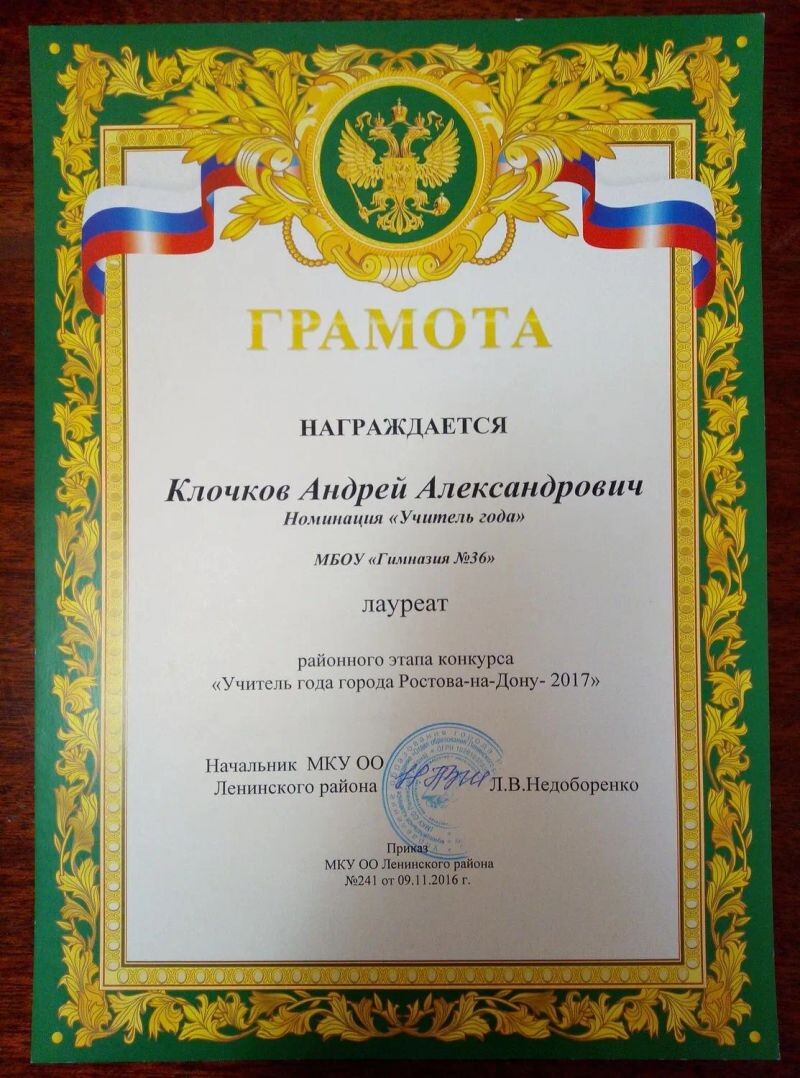 ГРАМОТА
НАГРАЖДАЕТСЯ
Клочков Андрей Александрович
Номинация «Учитель года»
МБОУ «Гимназия №36»
лауреат
районного этапа конкурса
«Учитель года города Ростова-на-Дону- 2017»
Начальник МКУ ОО
Ленинского района Л.В.Недоборенко
Приказ
МКУ ОО Ленинского района
№241 от 09.11.2016 г.